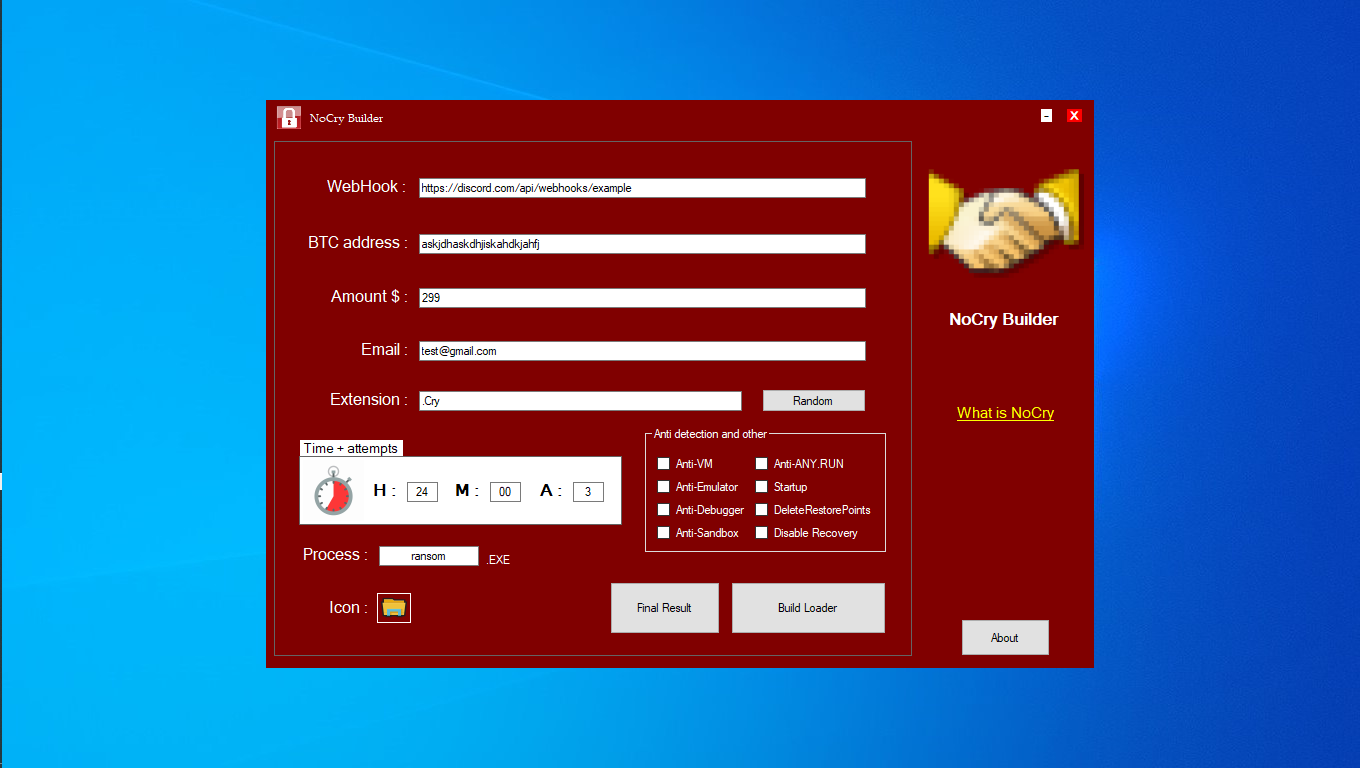 NoCry Builder
- X
WebHook : https://discord.com/api/webhooks/example
BTC address : askjdhaskdhjiskahdkjahfj
Amount $ : 299
NoCry Builder
Email : test@gmail.com
Extension : .Cry Random
What is NoCry
Time + attempts
H : 24 M : 00 A : 3
Anti detection and other
Anti-VM Anti-ANY.RUN
Anti-Emulator Startup
Anti-Debugger DeleteRestorePoints
Anti-Sandbox Disable Recovery
Process : ransom .EXE
Icon :
Final Result Build Loader
About